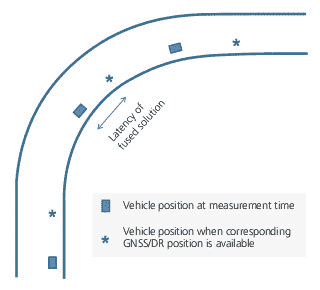 Latency of
fused solution
Vehicle position at measurement time
Vehicle position when corresponding
GNSS/DR position is available